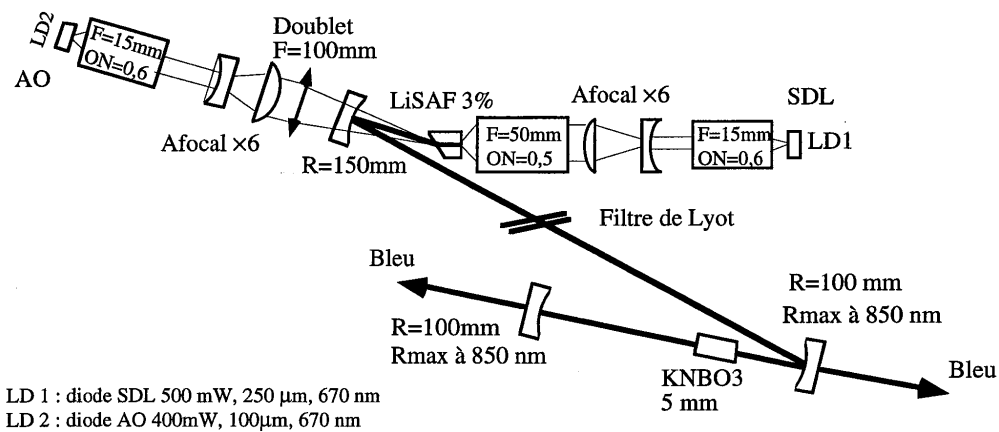 LD2
F=15mm
ON=0,6
AO
Afocal ×6
Doublet
F=100mm
R=150mm
LiSAF 3%
F=50mm
ON=0,5
Afocal ×6
F=15mm
ON=0,6
SDL
LD1
Filtre de Lyot
Bleu
R=100mm
Rmax à 850 nm
R=100 mm
Rmax à 850 nm
KNBO3
5 mm
Bleu
LD 1 : diode SDL 500 mW, 250 µm, 670 nm
LD 2 : diode AO 400mW, 100µm, 670 nm